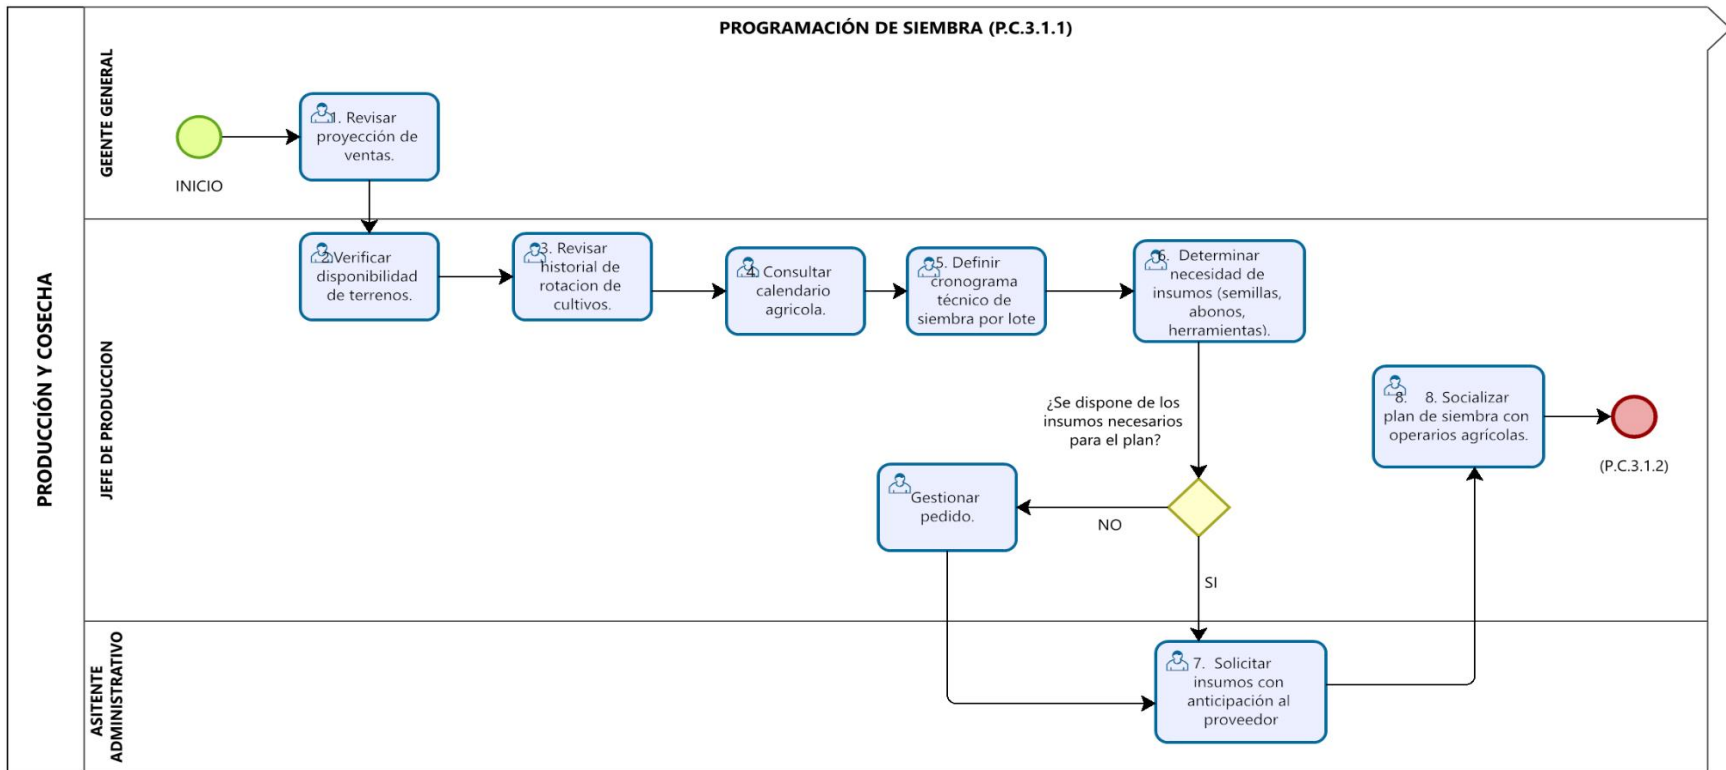 PROGRAMACIÓN DE SIEMBRA (P.C.3.1.1)
PRODUCCIÓN Y COSECHA
GEENTE GENERAL
INICIO
1. Revisar
proyección de
ventas.
JEFE DE PRODUCCION
2.Verificar
disponibilidad
de terrenos.
3. Revisar
historial de
rotacion de
cultivos.
4. Consultar
calendario
agricola.
5. Definir
cronograma
técnico de
siembra por lote
6. Determinar
necesidad de
insumos (semillas,
abonos,
herramientas).
¿Se dispone de los
insumos necesarios
para el plan?
NO
SI
Gestionar
pedido.
8. 8. Socializar
plan de siembra con
operarios agrícolas.
(P.C.3.1.2)
ASITENTE
ADMINISTRATIVO
7. Solicitar
insumos con
anticipación al
proveedor